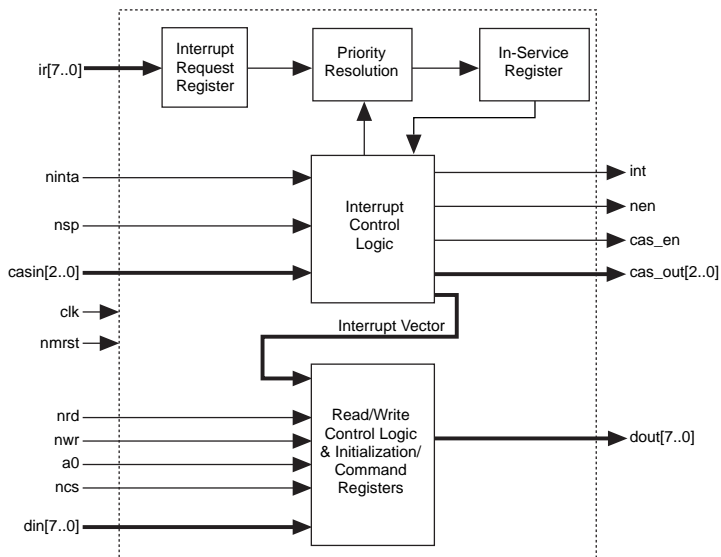 Interrupt
Request
Register
Priority
Resolution
In-Service
Register
ir[7..0]
ninta
nsp
casin[2..0]
clk
nmrst
Interrupt
Control
Logic
int
nen
cas_en
cas_out[2..0]
Interrupt Vector
nrd
nwr
a0
ncs
din[7..0]
Read/Write
Control Logic
& Initialization/
Command
Registers
dout[7..0]